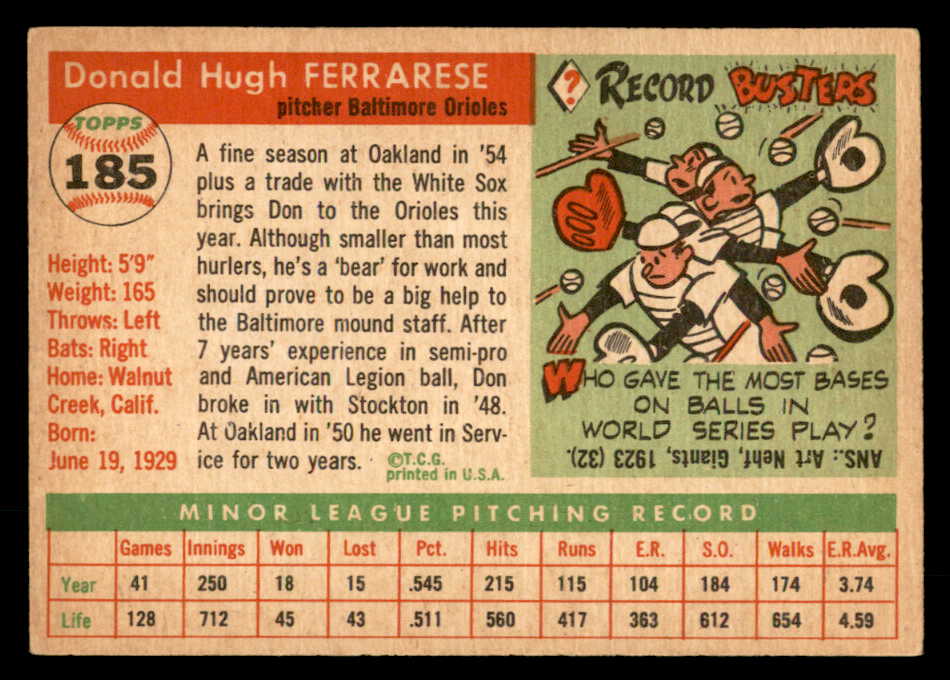 Donald Hugh FERRARESE
pitcher Baltimore Orioles
TOPPS
185
Height: 5'9"
Weight: 165
Throws: Left
Bats: Right
Home: Walnut
Creek, Calif.
Born:
June 19, 1929
A fine season at Oakland in '54
plus a trade with the White Sox
brings Don to the Orioles this
year. Although smaller than most
hurlers, he's a 'bear' for work and
should prove to be a big help to
the Baltimore mound staff. After
7 years' experience in semi-pro
and American Legion ball, Don
broke in with Stockton in '48.
At Oakland in '50 he went in Serv-
ice for two years.
©T.C.G.
printed in U.S.A.
? RECORD BUSTERS
WHO GAVE THE MOST BASES
ON BALLS IN
WORLD SERIES PLAY?
ANS.: Art Nehf, Giants, 1923 (32).
MINOR LEAGUE PITCHING RECORD
Games Innings Won Lost Pct. Hits Runs E.R. S.O. Walks E.R.Avg.
Year 41 250 18 15 .545 215 115 104 184 174 3.74
Life 128 712 45 43 .511 560 417 363 612 654 4.59